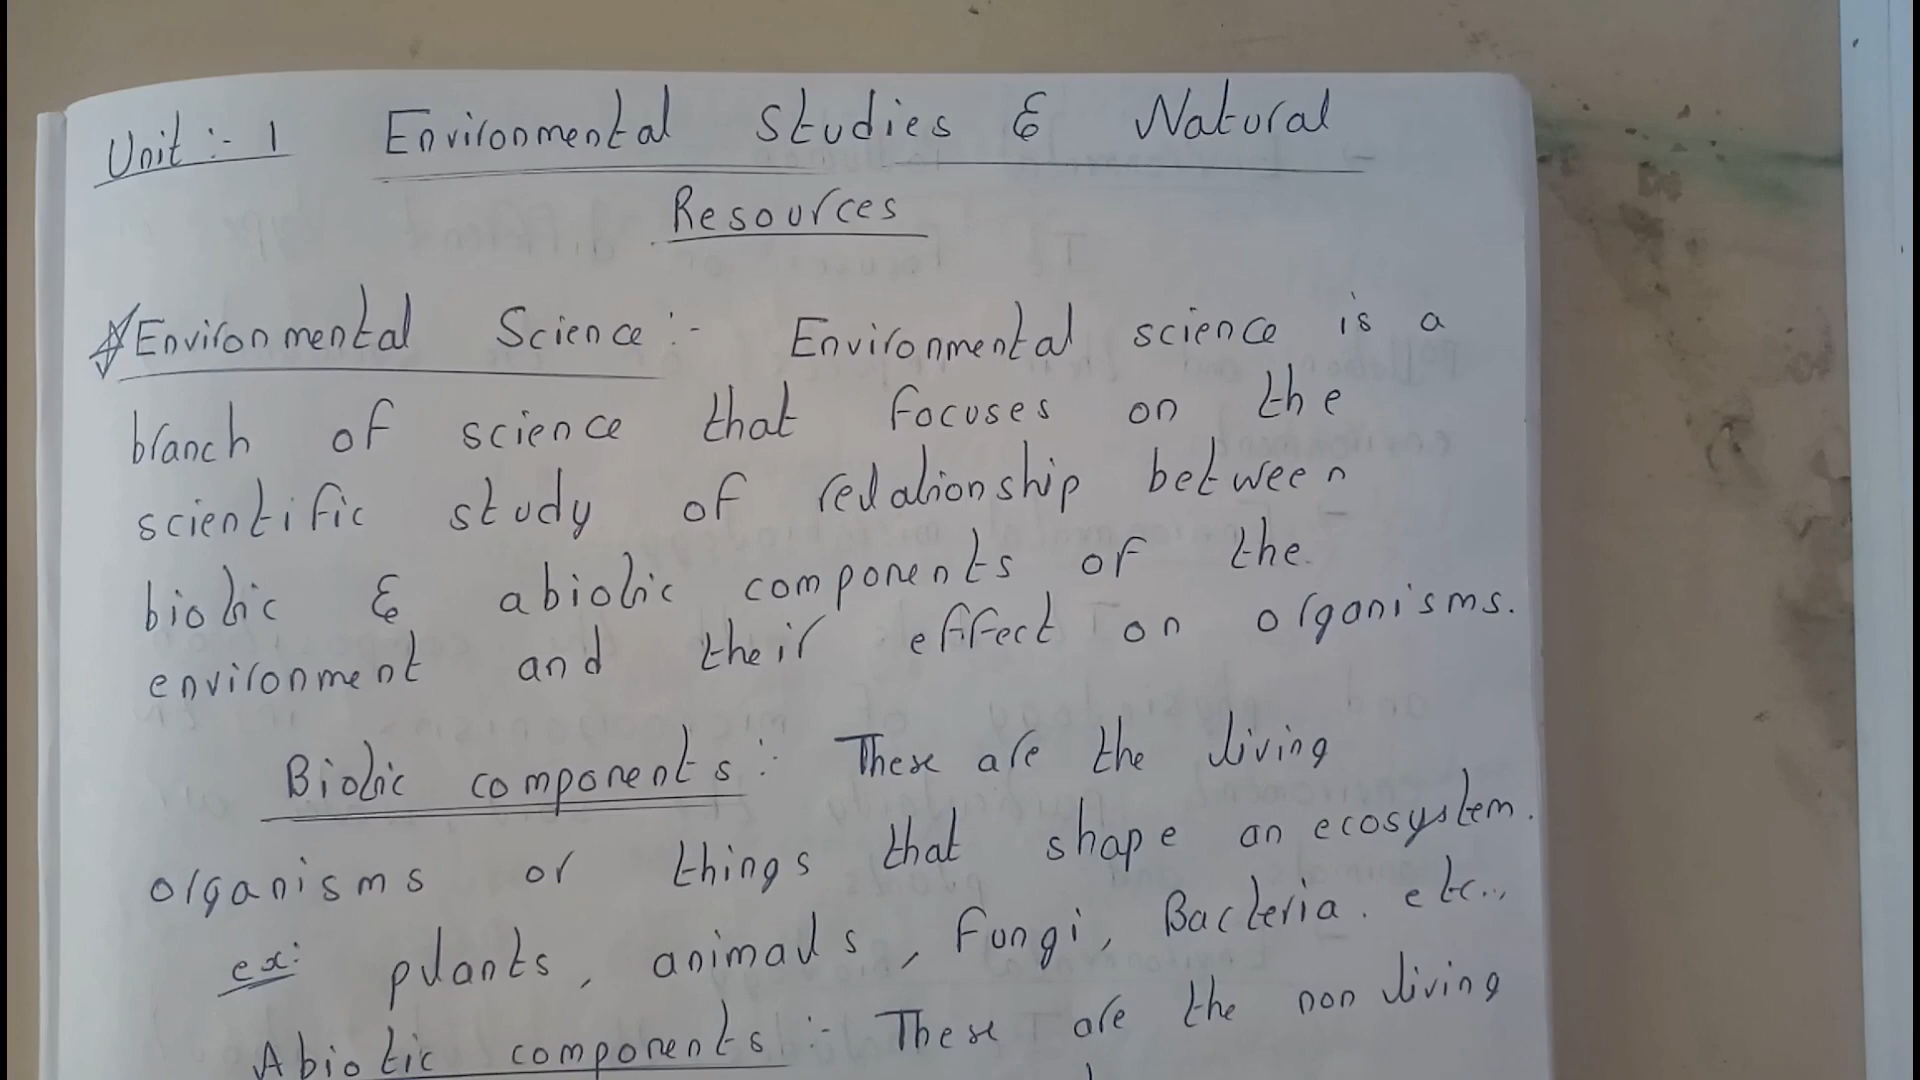 Unit :- 1 Environmental Studies & Natural
Resources
Environmental Science :- Environmental science is a
branch of science that focuses on the
scientific study of relationship between
biotic & abiotic components of the
environment and their effect on organisms.
Biotic components :- These are the living
organisms or things that shape an ecosystem.
ex: plants, animals, Fungi, Bacteria. etc..,
Abiotic components :- These are the non living